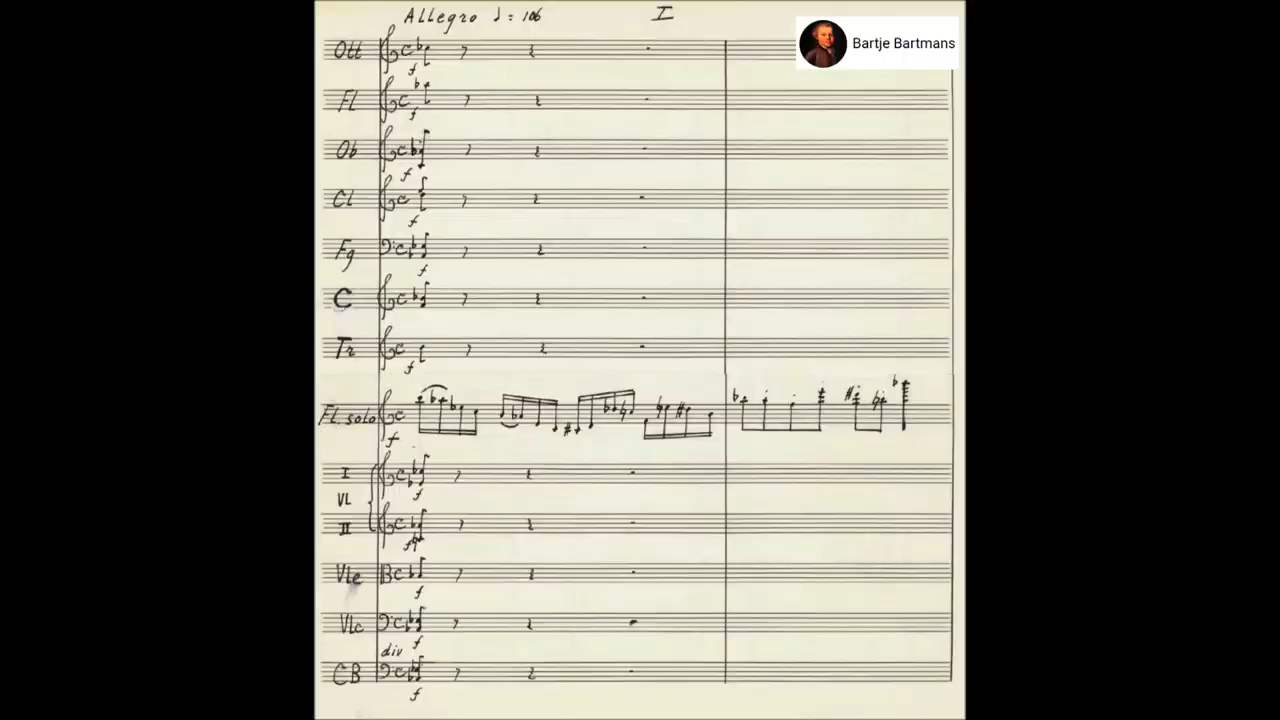 Allegro ♩ = 106 I
Bartje Bartmans
Ott
f
Fl
f
Ob
f
Cl
f
Fg
f
C
Tr
f
Fl. solo
f
I
f
VL
II
f
Vle
f
Vlc
f
div
CB
f